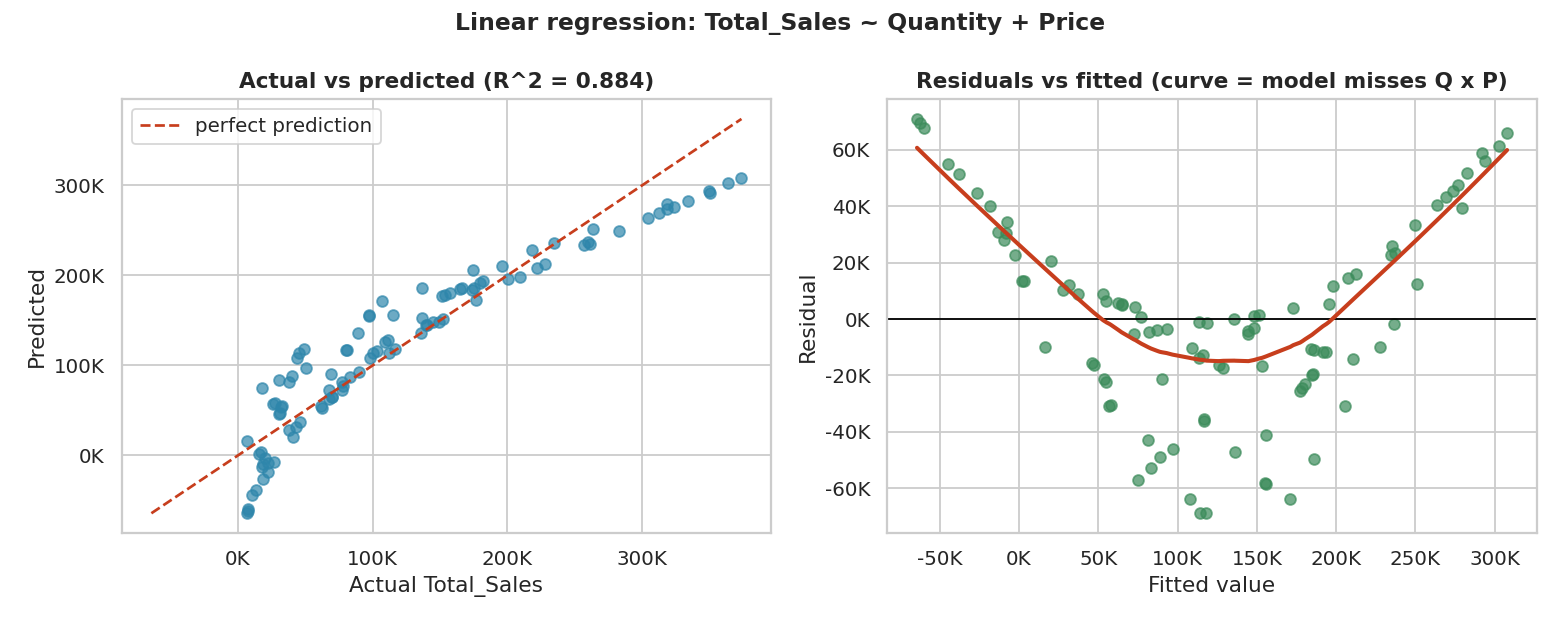 Linear regression: Total_Sales ~ Quantity + Price
Actual vs predicted (R^2 = 0.884)
perfect prediction
300K
200K
100K
0K
Predicted
0K 100K 200K 300K
Actual Total_Sales
Residuals vs fitted (curve = model misses Q x P)
60K
40K
20K
0K
-20K
-40K
-60K
Residual
-50K 0K 50K 100K 150K 200K 250K 300K
Fitted value